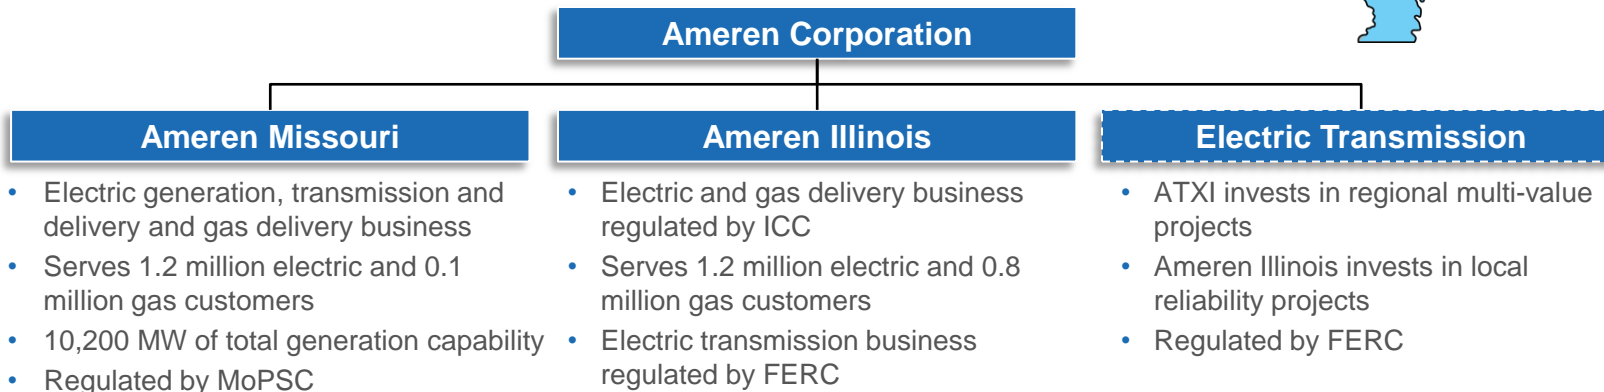 Ameren Corporation
Ameren Missouri
Ameren Illinois
Electric Transmission
• Electric generation, transmission and
delivery and gas delivery business
• Serves 1.2 million electric and 0.1
million gas customers
• 10,200 MW of total generation capability
• Regulated by MoPSC
• Electric and gas delivery business
regulated by ICC
• Serves 1.2 million electric and 0.8
million gas customers
• Electric transmission business
regulated by FERC
• ATXI invests in regional multi-value
projects
• Ameren Illinois invests in local
reliability projects
• Regulated by FERC